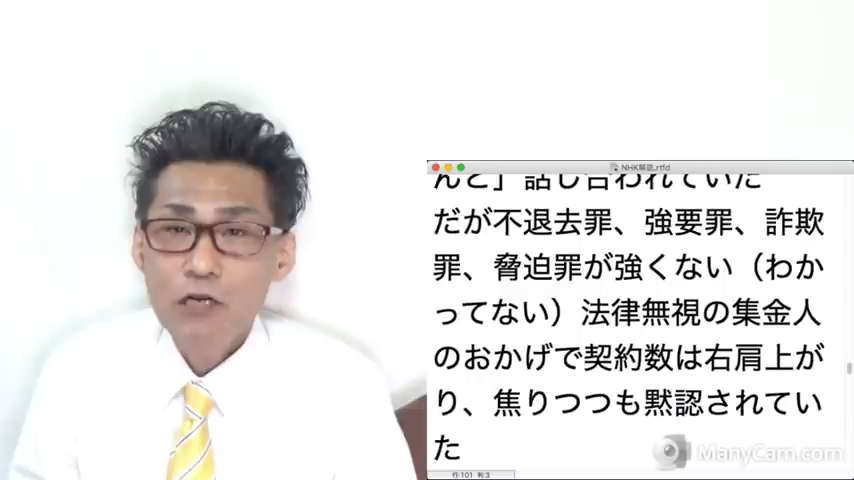 NHK解説.rtfd
んと」話し合われていた
だが不退去罪、強要罪、詐欺
罪、脅迫罪が強くない（わか
ってない）法律無視の集金人
のおかげで契約数は右肩上が
り、焦りつつも黙認されてい
た
ManyCam.com
行:101 列:2